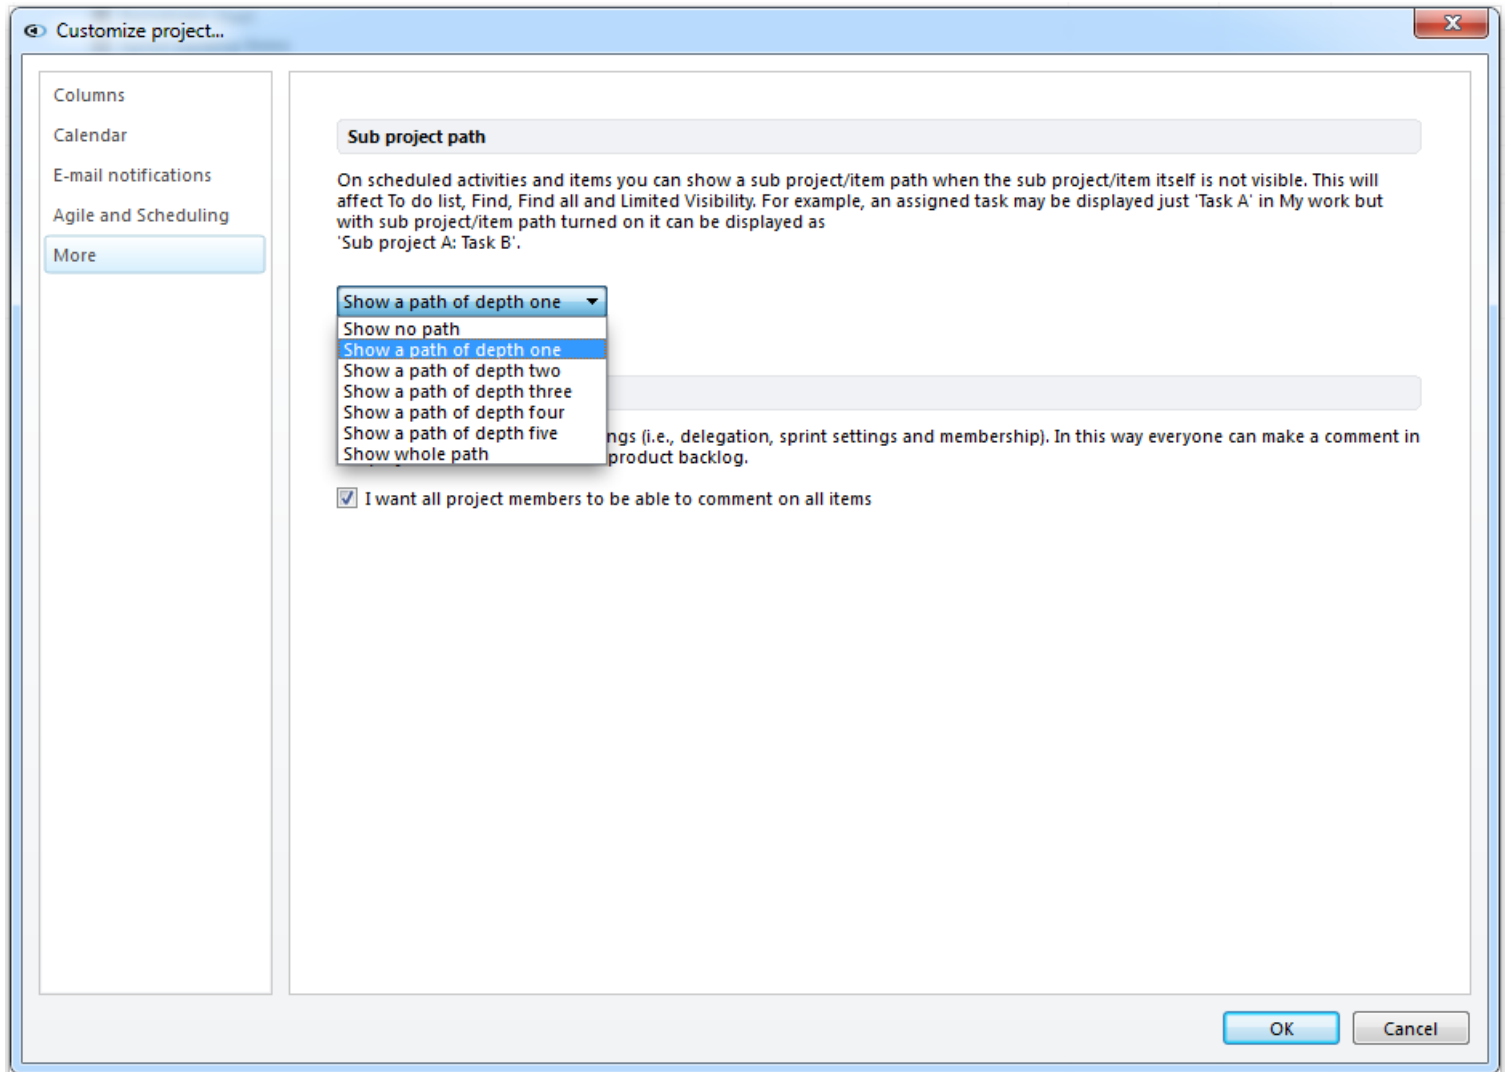 Customize project...
Columns
Calendar
E-mail notifications
Agile and Scheduling
More
Sub project path
On scheduled activities and items you can show a sub project/item path when the sub project/item itself is not visible. This will
affect To do list, Find, Find all and Limited Visibility. For example, an assigned task may be displayed just 'Task A' in My work but
with sub project/item path turned on it can be displayed as
'Sub project A: Task B'.
Show a path of depth one
Show no path
Show a path of depth one
Show a path of depth two
Show a path of depth three
Show a path of depth four
Show a path of depth five
Show whole path
(i.e., delegation, sprint settings and membership). In this way everyone can make a comment in
product backlog.
I want all project members to be able to comment on all items
OK
Cancel